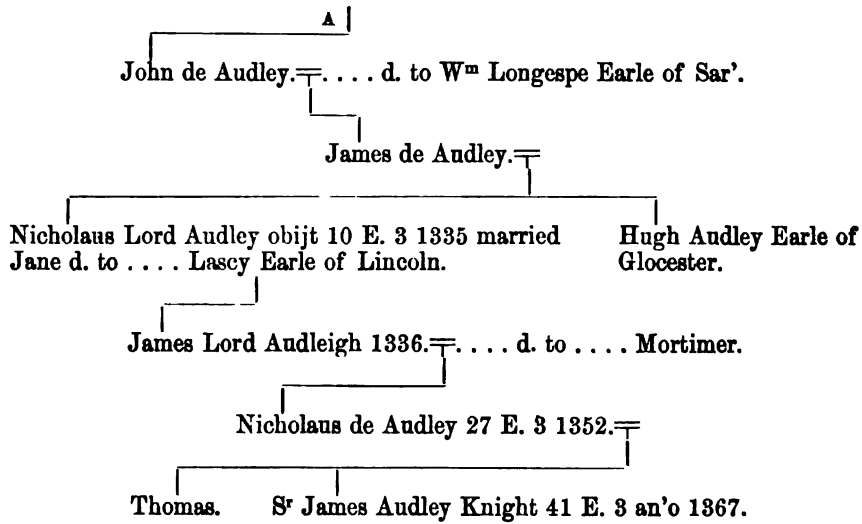 A
John de Audley. . . . . d. to Wᵐ Longespe Earle of Sar'.
James de Audley.
Nicholaus Lord Audley obijt 10 E. 3 1335 married
Jane d. to . . . . Lascy Earle of Lincoln.
Hugh Audley Earle of
Glocester.
James Lord Audleigh 1336. . . . . d. to . . . . Mortimer.
Nicholaus de Audley 27 E. 3 1352.
Thomas. Sʳ James Audley Knight 41 E. 3 an'o 1367.